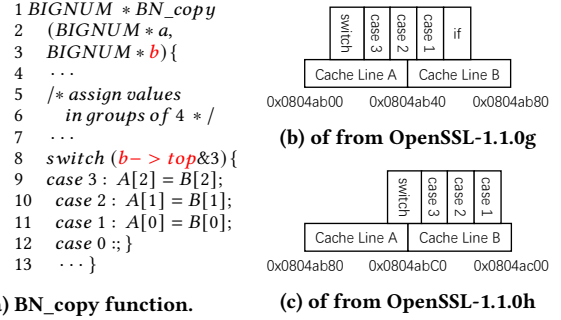 1 BIGNUM * BN_copy
2 (BIGNUM * a,
3 BIGNUM * b){
4 ...
5 /* assign values
6 in groups of 4 * /
7 ...
8 switch (b- > top&3){
9 case 3 : A[2] = B[2];
10 case 2 : A[1] = B[1];
11 case 1 : A[0] = B[0];
12 case 0 :; }
13 ... }
a) BN_copy function.
switch case 3 case 2 case 1 if
Cache Line A Cache Line B
0x0804ab00 0x0804ab40 0x0804ab80
(b) of from OpenSSL-1.1.0g
switch case 3 case 2 case 1
Cache Line A Cache Line B
0x0804ab80 0x0804abC0 0x0804ac00
(c) of from OpenSSL-1.1.0h